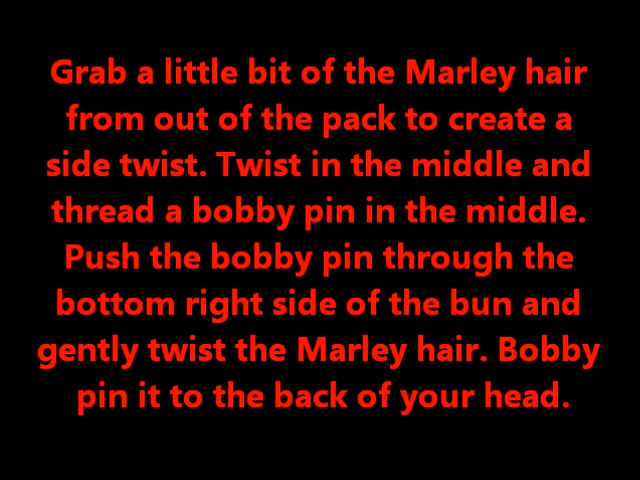 Grab a little bit of the Marley hair
from out of the pack to create a
side twist. Twist in the middle and
thread a bobby pin in the middle.
Push the bobby pin through the
bottom right side of the bun and
gently twist the Marley hair. Bobby
pin it to the back of your head.